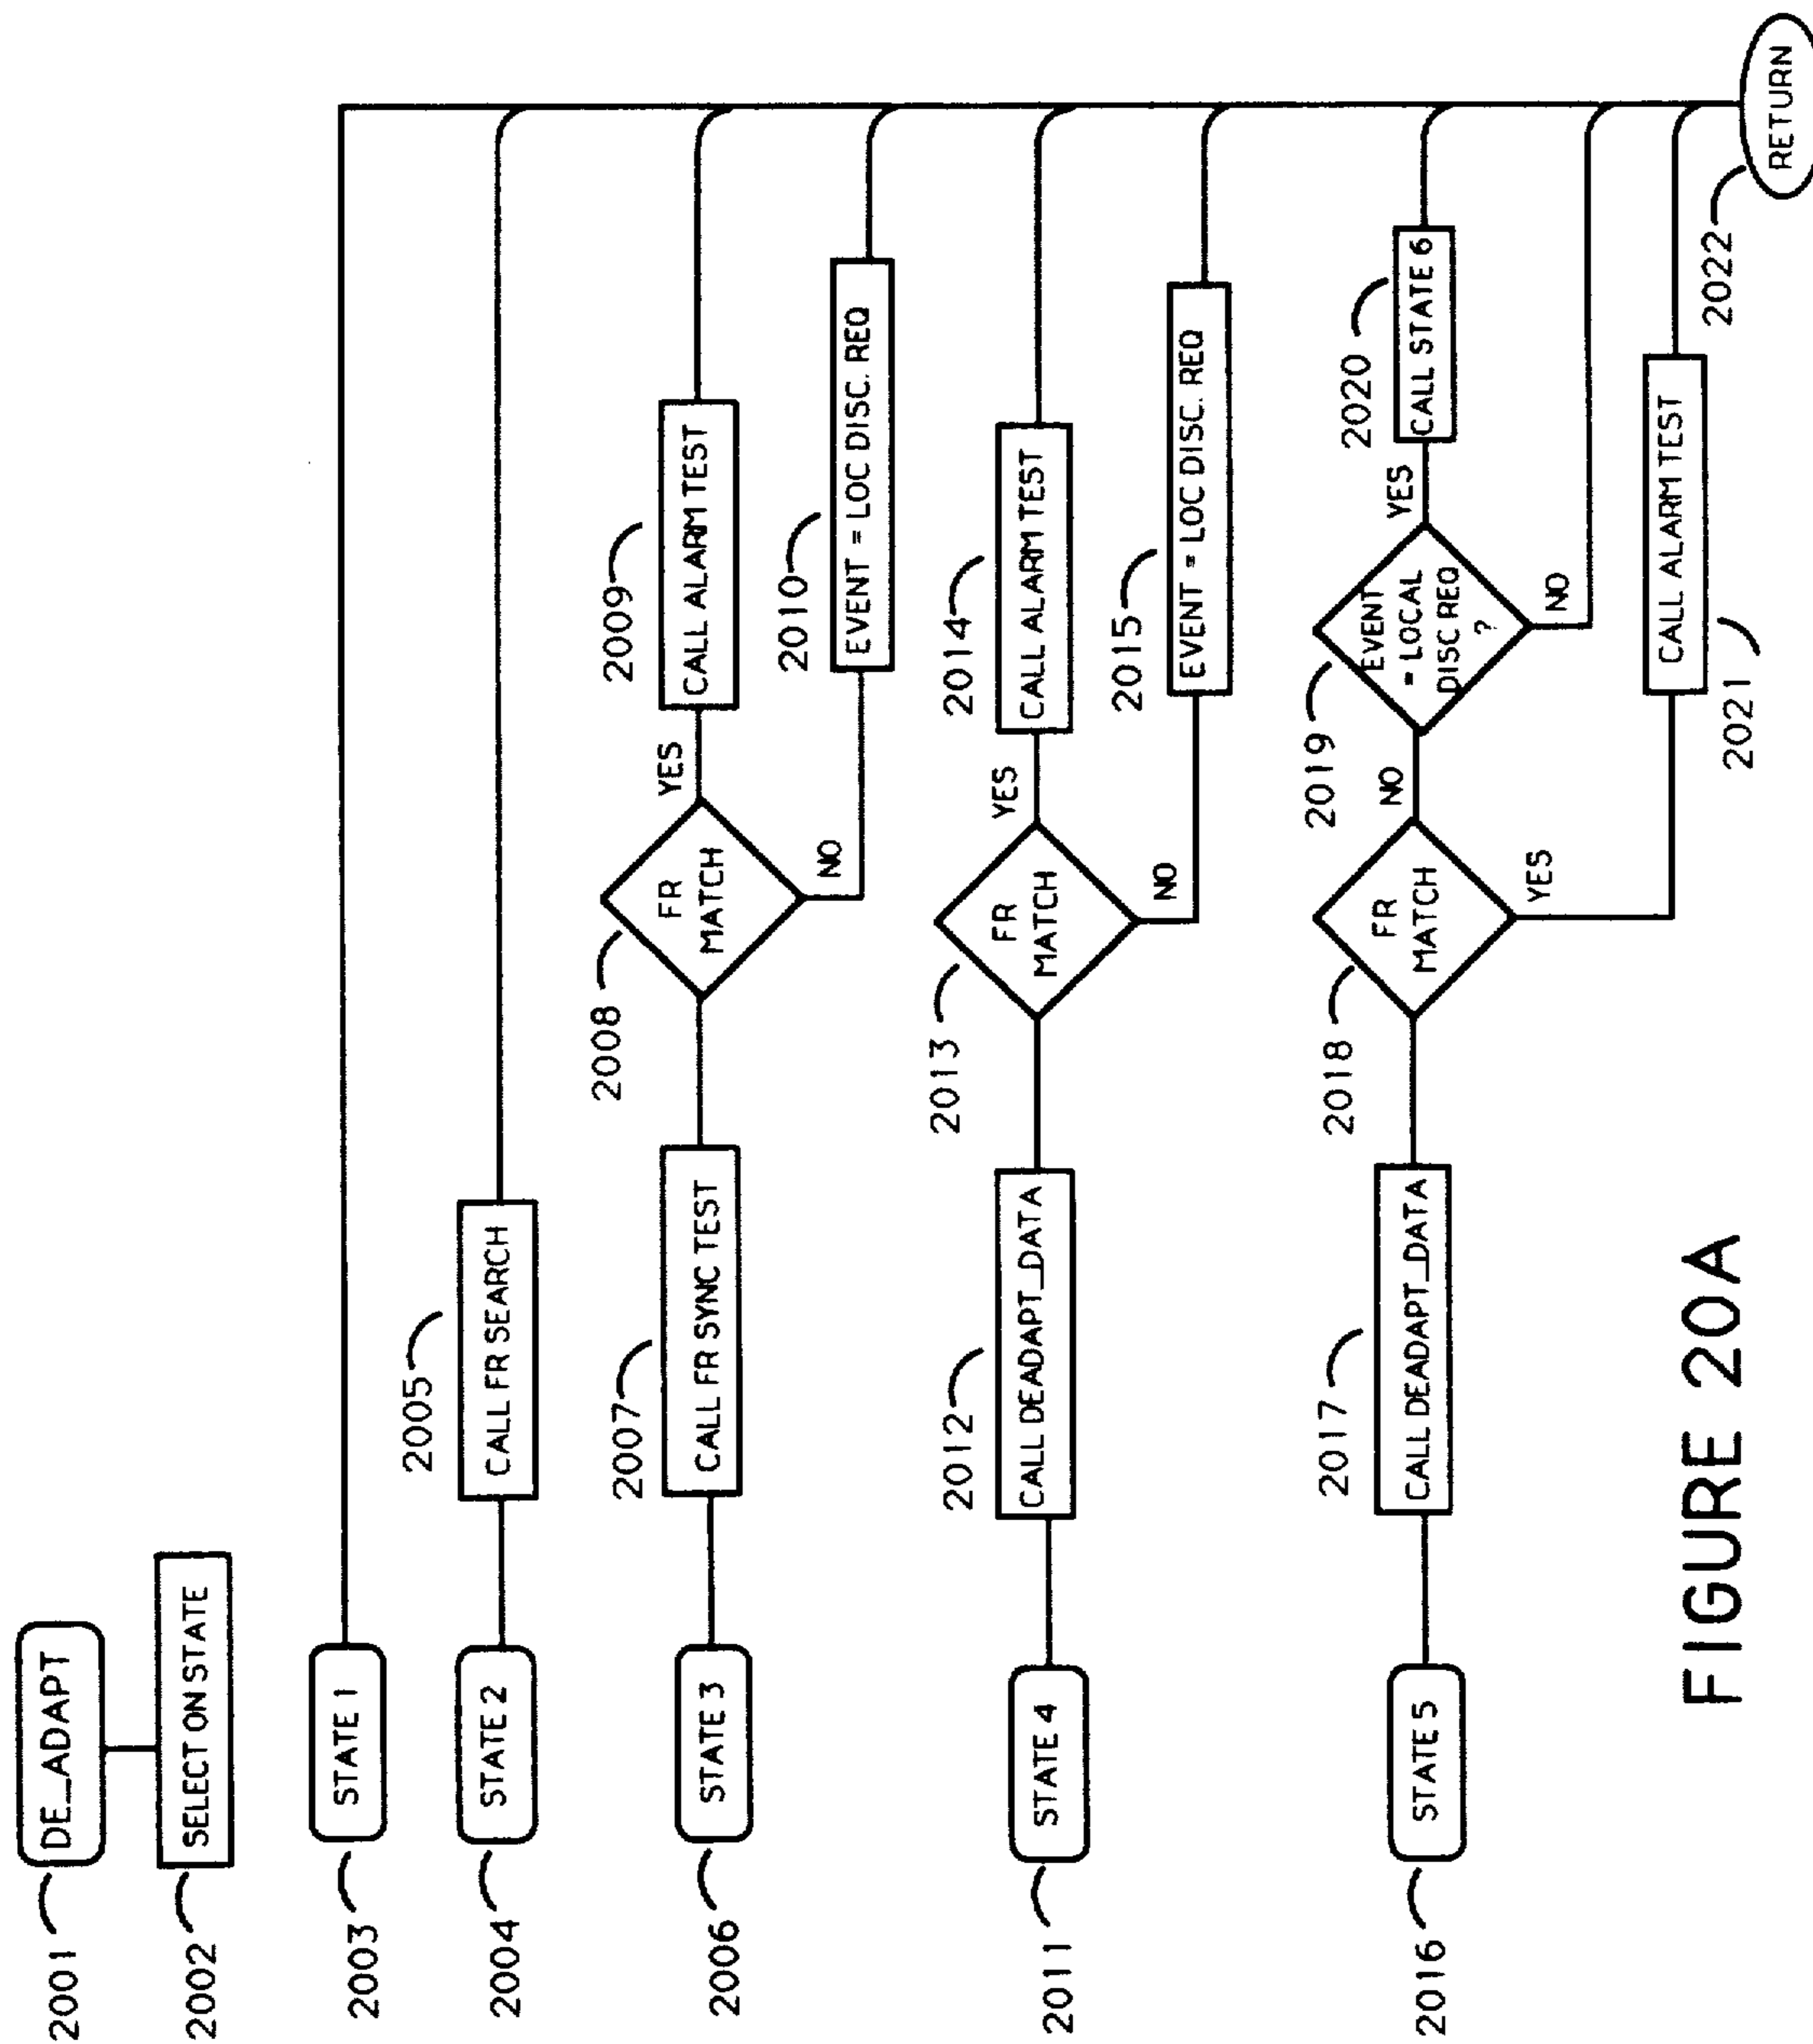 2001
DE_ADAPT
2002
SELECT ON STATE
2003
STATE 1
2004
STATE 2
2005
CALL FR SEARCH
2006
STATE 3
2007
CALL FR SYNC TEST
2008
FR
MATCH
YES
2009
CALL ALARM TEST
NO
2010
EVENT = LOC DISC. REQ
2011
STATE 4
2012
CALL DEADAPT_DATA
2013
FR
MATCH
YES
2014
CALL ALARM TEST
NO
2015
EVENT = LOC DISC. REQ
2016
STATE 5
2017
CALL DEADAPT_DATA
2018
FR
MATCH
NO
2019
EVENT
= LOCAL
DISC REQ
?
YES
2020
CALL STATE 6
NO
YES
2021
CALL ALARM TEST
2022
RETURN
FIGURE 20A